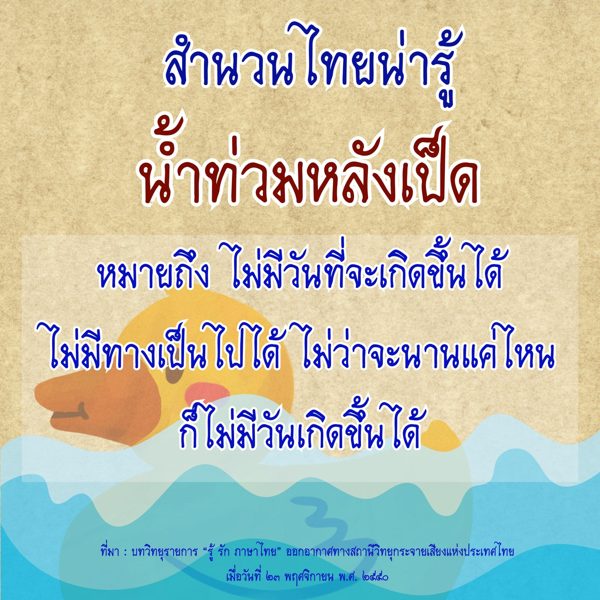 สำนวนไทยน่ารู้
น้ำท่วมหลังเป็ด
หมายถึง ไม่มีวันที่จะเกิดขึ้นได้
ไม่มีทางเป็นไปได้ ไม่ว่าจะนานแค่ไหน
ก็ไม่มีวันเกิดขึ้นได้
ที่มา : บทวิทยุรายการ “รู้ รัก ภาษาไทย” ออกอากาศทางสถานีวิทยุกระจายเสียงแห่งประเทศไทย
เมื่อวันที่ ๒๓ พฤศจิกายน พ.ศ. ๒๕๕๐